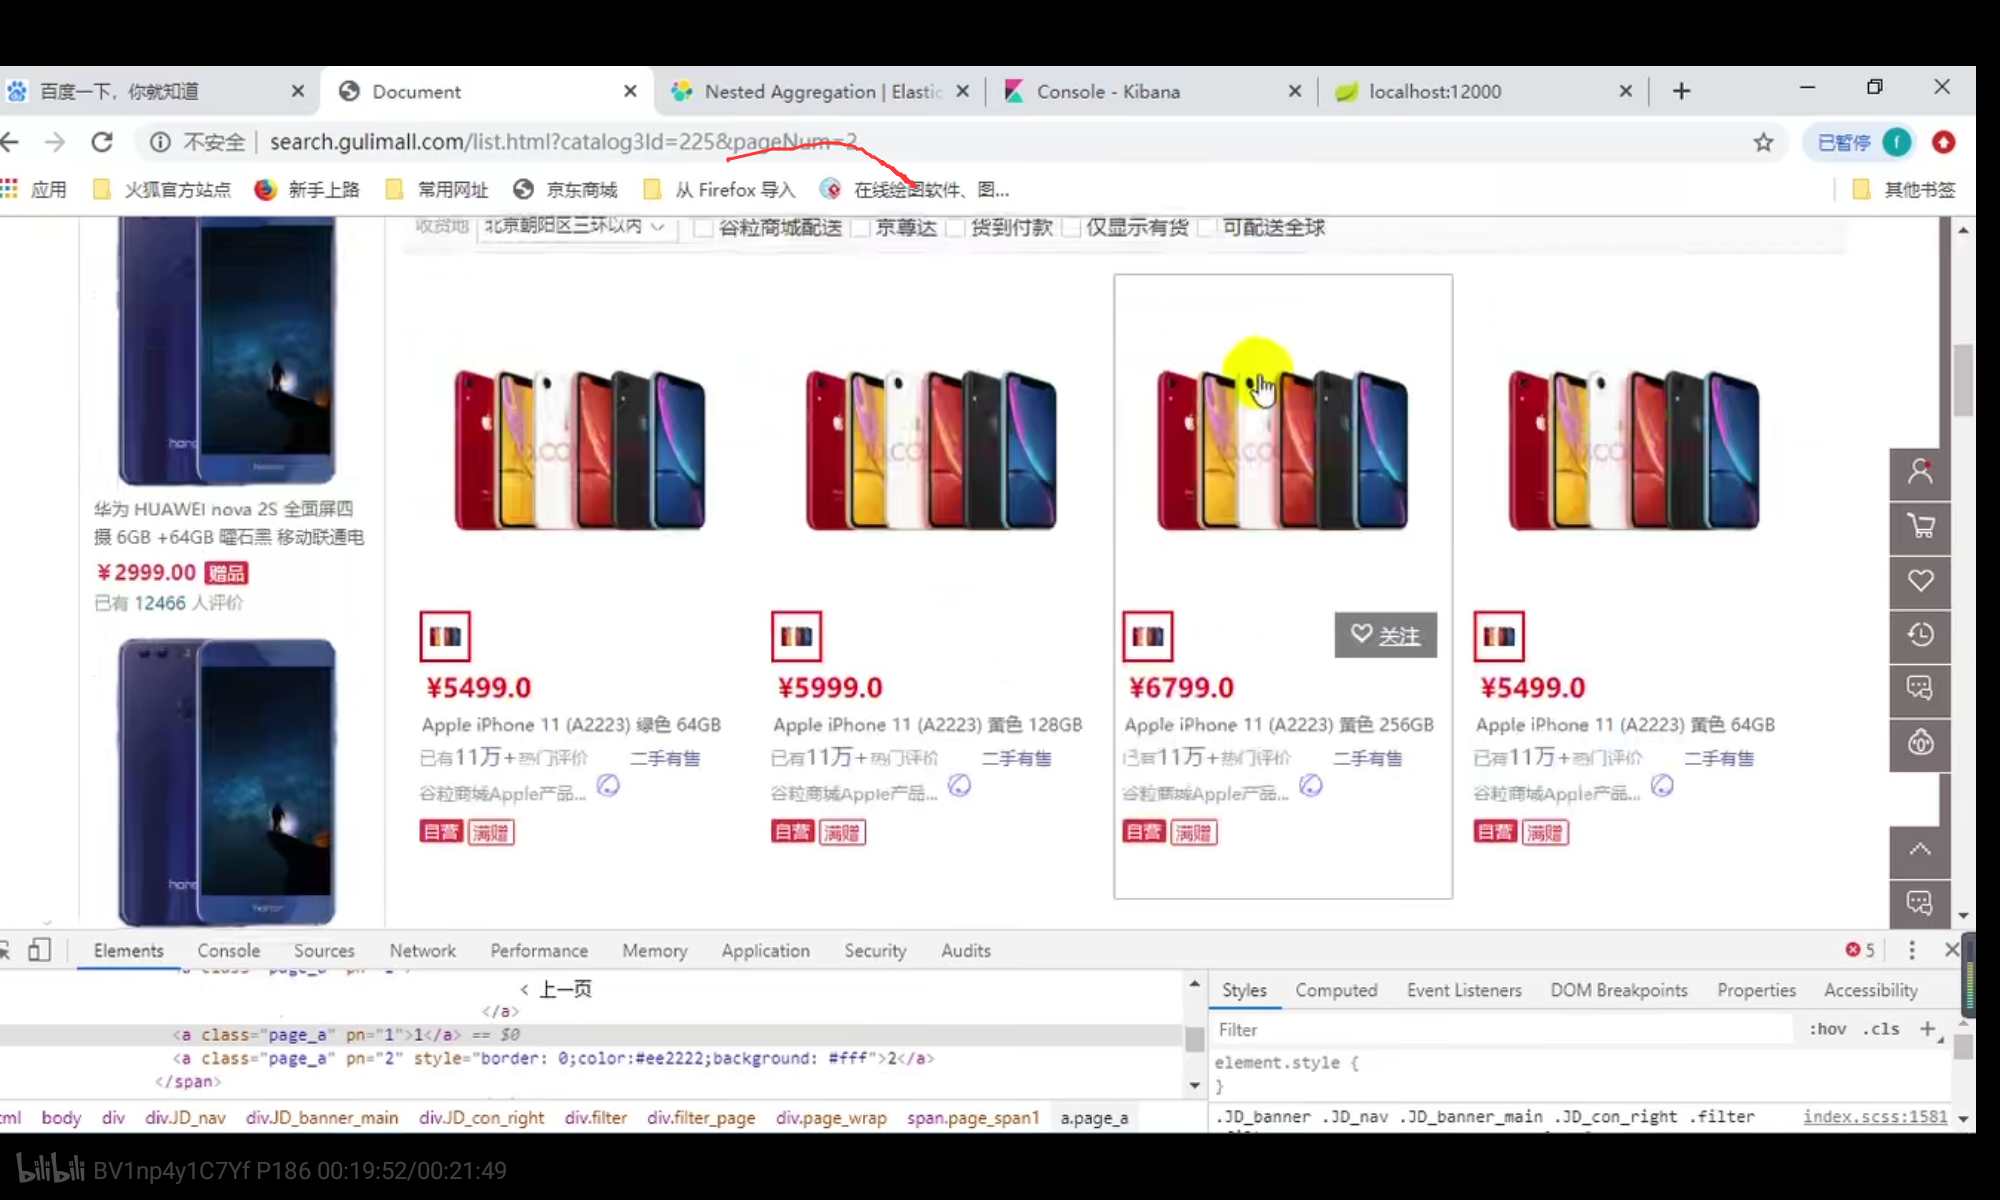 百度一下，你就知道
Document
Nested Aggregation | Elastic
Console - Kibana
localhost:12000
不安全
search.gulimall.com/list.html?catalog3Id=225&pageNum=2
已暂停
f
应用
火狐官方站点
新手上路
常用网址
京东商城
从 Firefox 导入
在线绘图软件、图...
其他书签
收货地
北京朝阳区三环以内
谷粒商城配送
京尊达
货到付款
仅显示有货
可配送全球
华为 HUAWEI nova 2S 全面屏四
摄 6GB +64GB 曜石黑 移动联通电
¥2999.00 赠品
已有 12466 人评价
¥5499.0
Apple iPhone 11 (A2223) 绿色 64GB
已有11万+热门评价 二手有售
谷粒商城Apple产品...
自营 满赠
¥5999.0
Apple iPhone 11 (A2223) 黄色 128GB
已有11万+热门评价 二手有售
谷粒商城Apple产品...
自营 满赠
关注
¥6799.0
Apple iPhone 11 (A2223) 黄色 256GB
已有11万+热门评价 二手有售
谷粒商城Apple产品...
自营 满赠
¥5499.0
Apple iPhone 11 (A2223) 黄色 64GB
已有11万+热门评价 二手有售
谷粒商城Apple产品...
自营 满赠
Elements Console Sources Network Performance Memory Application Security Audits
5
< 上一页
</a>
<a class="page_a" pn="1">1</a> == $0
<a class="page_a" pn="2" style="border: 0;color:#ee2222;background: #fff">2</a>
</span>
tml body div div.JD_nav div.JD_banner_main div.JD_con_right div.filter div.filter_page div.page_wrap span.page_span1 a.page_a
Styles Computed Event Listeners DOM Breakpoints Properties Accessibility
Filter
:hov .cls +
element.style {
}
.JD_banner .JD_nav .JD_banner_main .JD_con_right .filter
index.scss:1581
bilibili BV1np4y1C7Yf P186 00:19:52/00:21:49